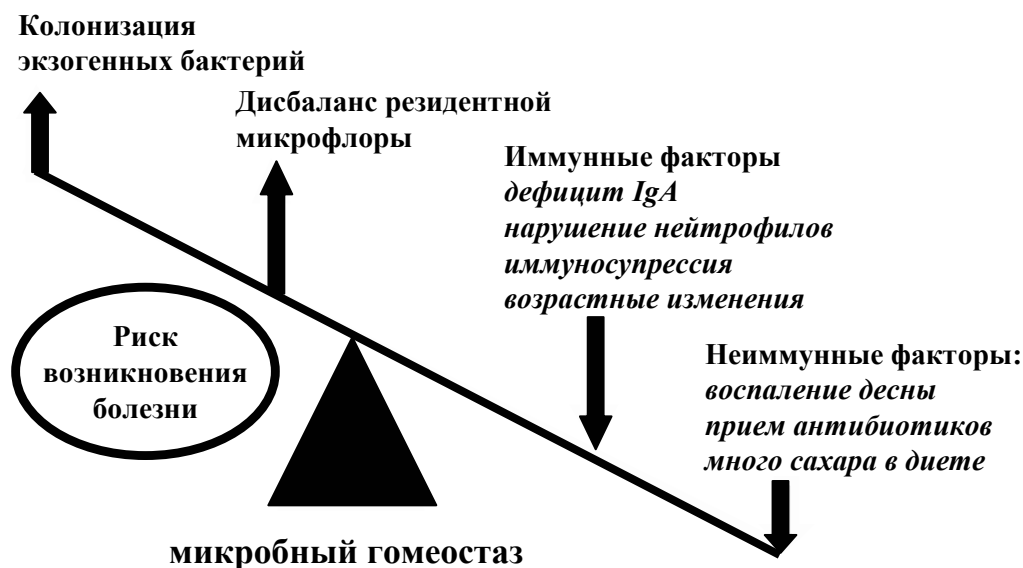 Колонизация
экзогенных бактерий
Дисбаланс резидентной
микрофлоры
Иммунные факторы
дефицит IgA
нарушение нейтрофилов
иммуносупрессия
возрастные изменения
Риск
возникновения
болезни
Неиммунные факторы:
воспаление десны
прием антибиотиков
много сахара в диете
микробный гомеостаз